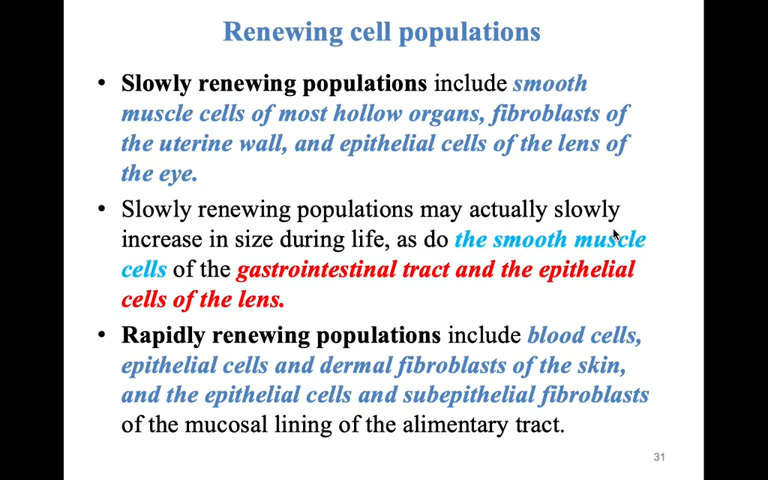 Renewing cell populations
• Slowly renewing populations include smooth
muscle cells of most hollow organs, fibroblasts of
the uterine wall, and epithelial cells of the lens of
the eye.
• Slowly renewing populations may actually slowly
increase in size during life, as do the smooth muscle
cells of the gastrointestinal tract and the epithelial
cells of the lens.
• Rapidly renewing populations include blood cells,
epithelial cells and dermal fibroblasts of the skin,
and the epithelial cells and subepithelial fibroblasts
of the mucosal lining of the alimentary tract.
31